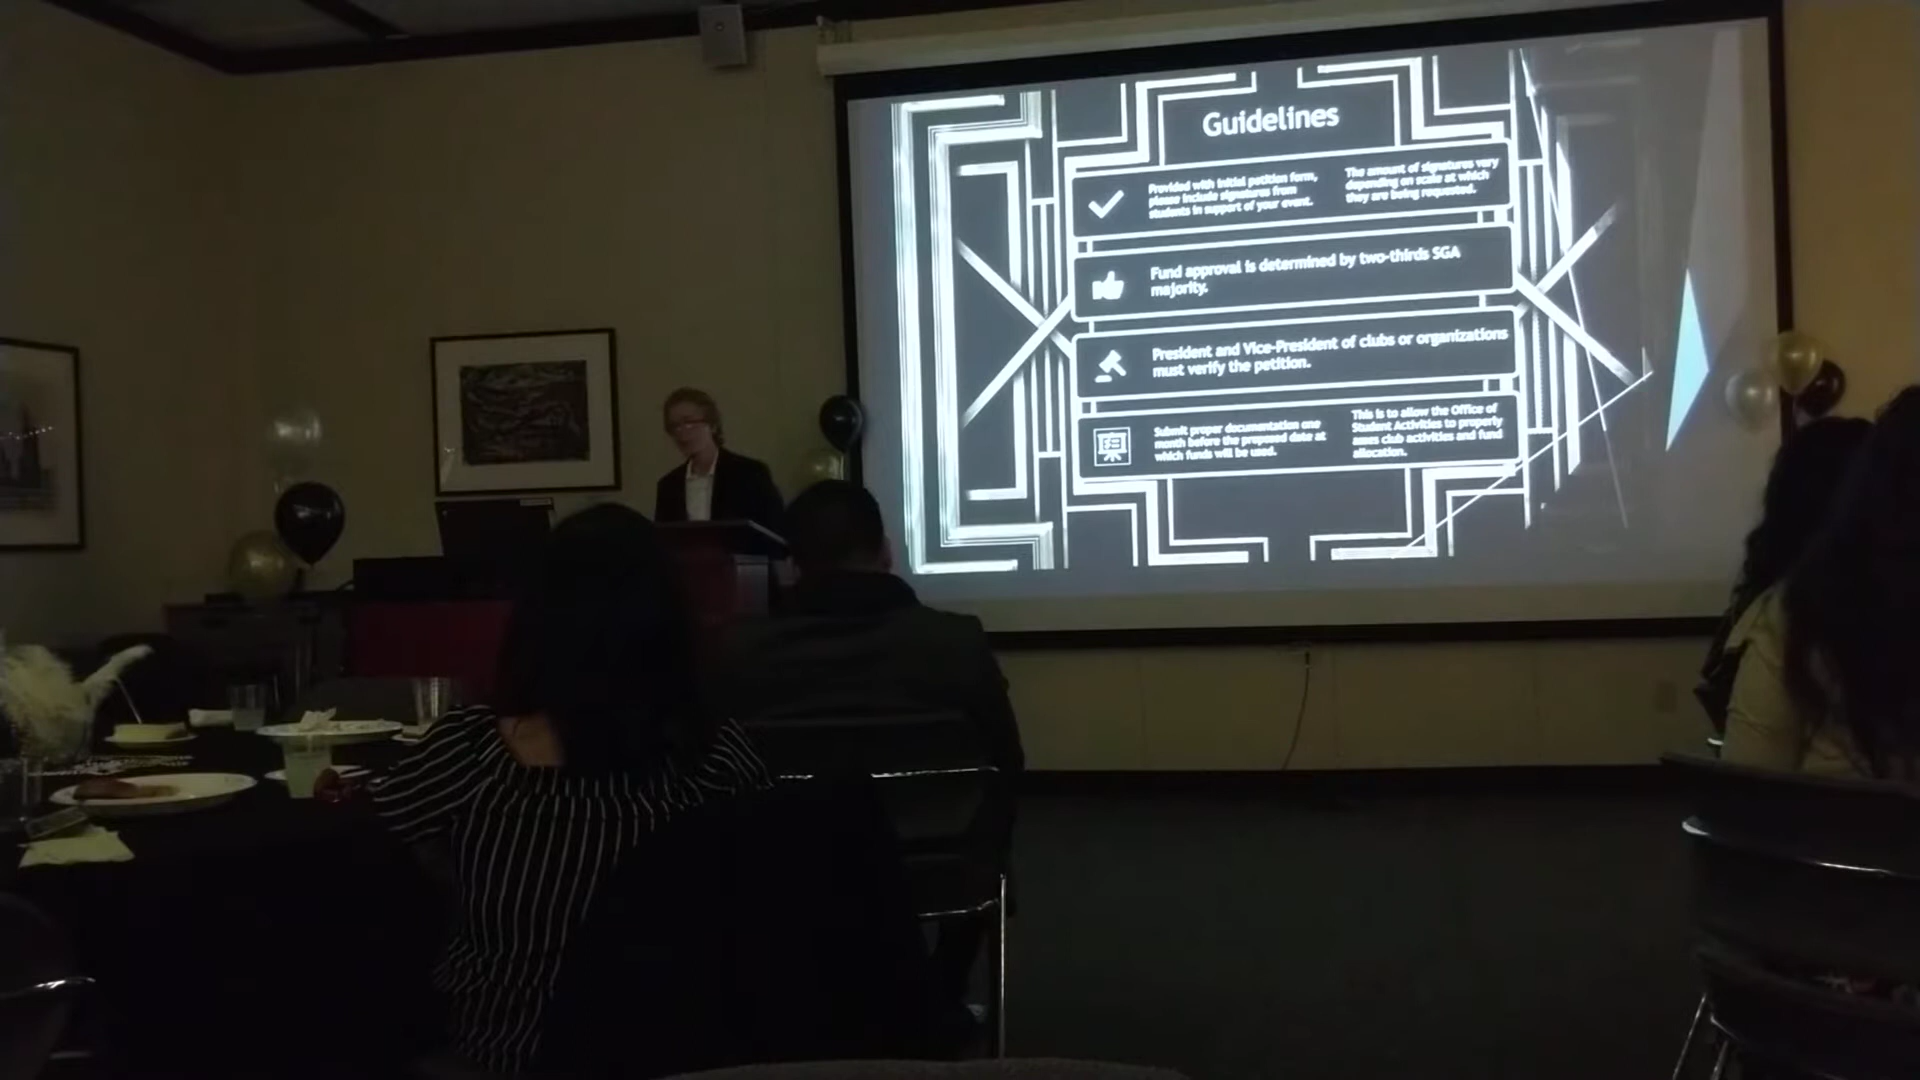 Guidelines
Provided with initial petition form,
please include signatures from
students in support of your event.
The amount of signatures vary
depending on scale at which
they are being requested.
Fund approval is determined by two-thirds SGA
majority.
President and Vice-President of clubs or organizations
must verify the petition.
Submit proper documentation one
month before the proposed date at
which funds will be used.
This is to allow the Office of
Student Activities to properly
asses club activities and fund
allocation.